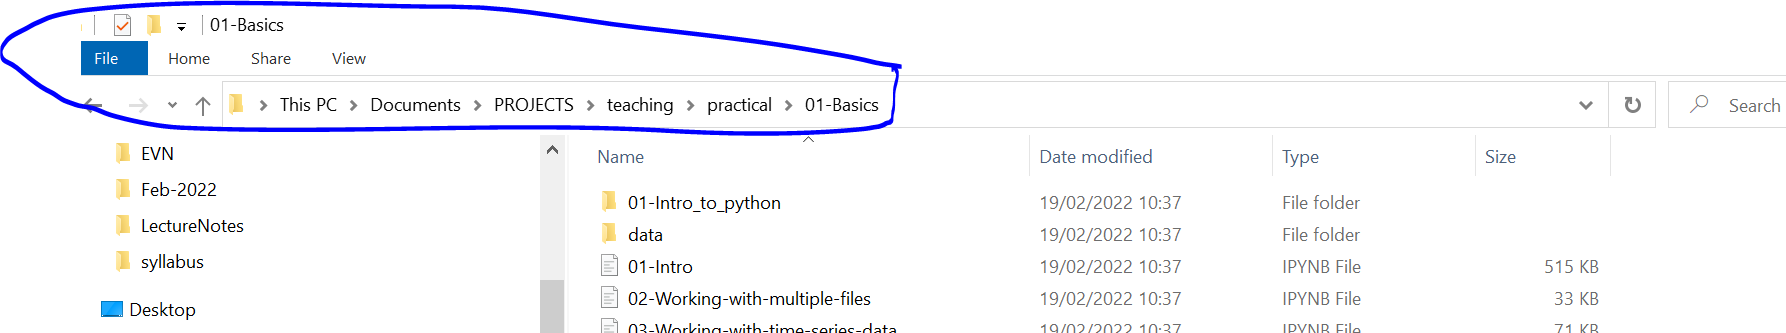 01-Basics
File Home Share View
This PC > Documents > PROJECTS > teaching > practical > 01-Basics
Search
EVN
Feb-2022
LectureNotes
syllabus
Desktop
Name Date modified Type Size
01-Intro_to_python 19/02/2022 10:37 File folder
data 19/02/2022 10:37 File folder
01-Intro 19/02/2022 10:37 IPYNB File 515 KB
02-Working-with-multiple-files 19/02/2022 10:37 IPYNB File 33 KB
03-Working-with-time-series-data 19/02/2022 10:37 IPYNB File 71 KB